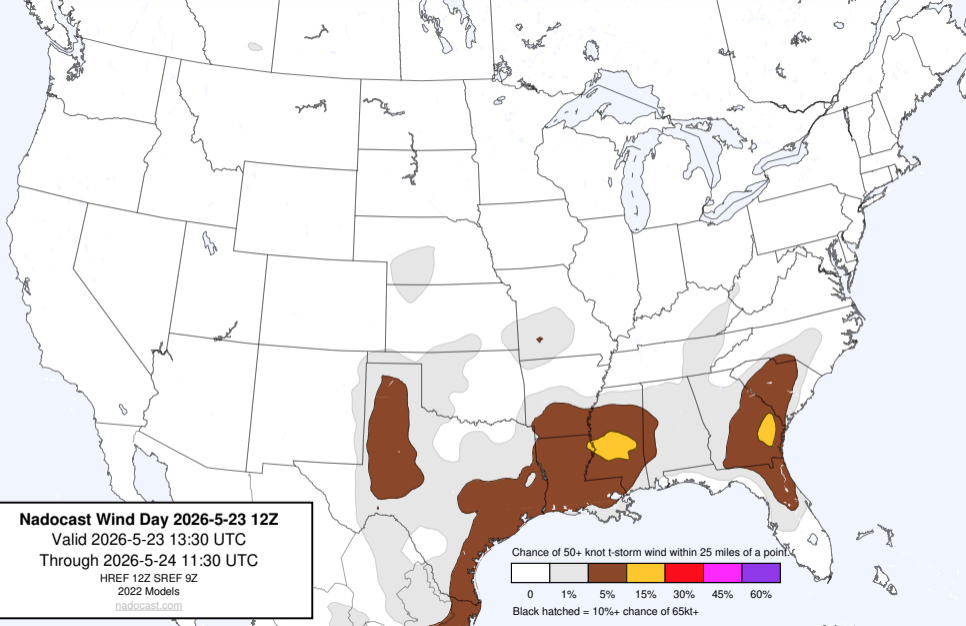 Nadocast Wind Day 2026-5-23 12Z
Valid 2026-5-23 13:30 UTC
Through 2026-5-24 11:30 UTC
HREF 12Z SREF 9Z
2022 Models
nadocast.com
Chance of 50+ knot t-storm wind within 25 miles of a point.
0 1% 5% 15% 30% 45% 60%
Black hatched = 10%+ chance of 65kt+